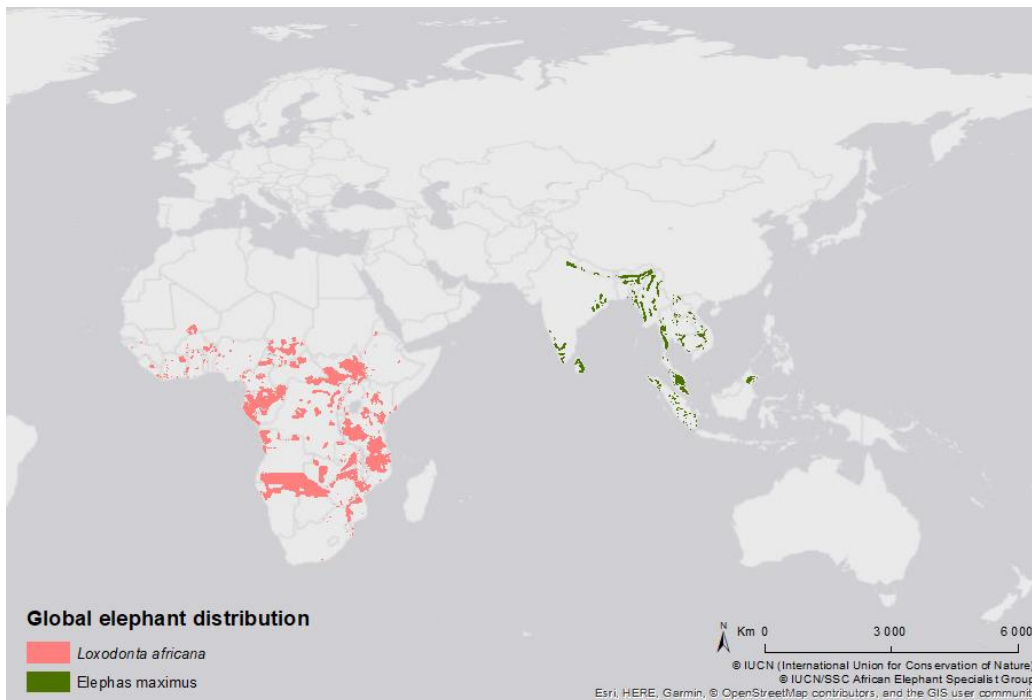 Global elephant distribution
Loxodonta africana
Elephas maximus
N
Km 0 3 000 6 000
© IUCN (International Union for Conservation of Nature)
© IUCN/SSC African Elephant Specialist Group
Esri, HERE, Garmin, © OpenStreetMap contributors, and the GIS user communi